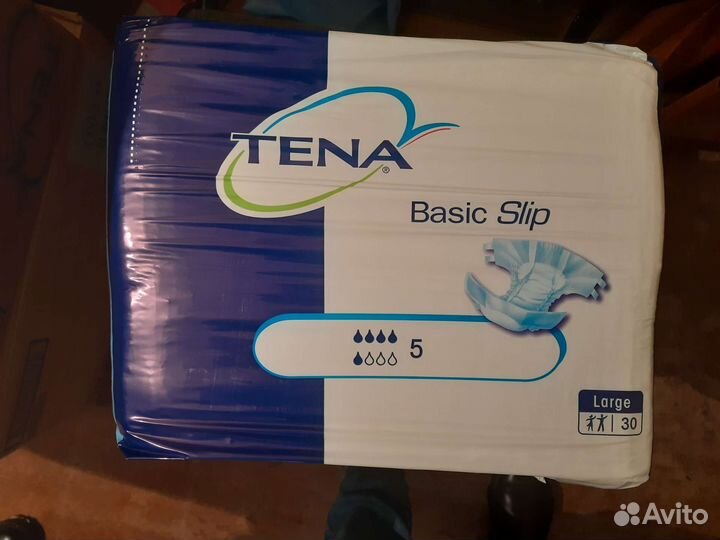 TENA®
Basic Slip
5
Large
30
Avito